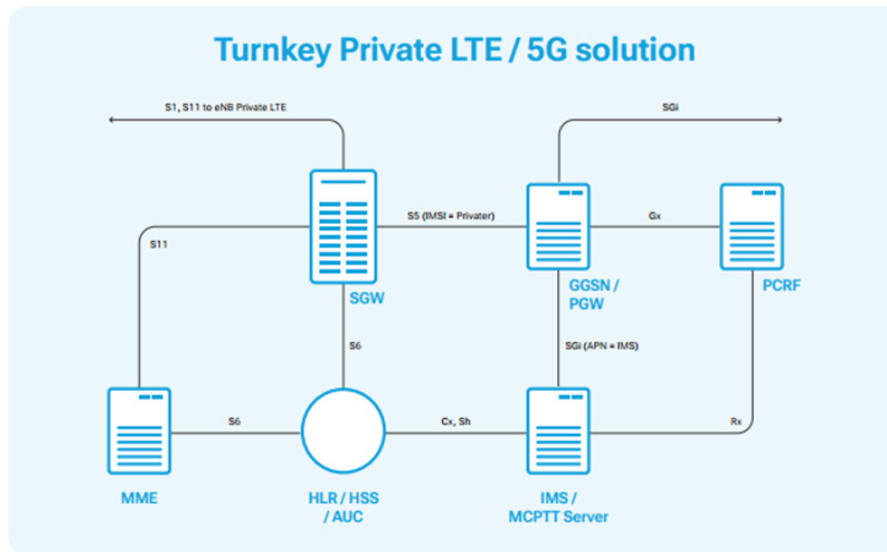 Turnkey Private LTE / 5G solution
S1, S11 to eNB Private LTE
SGi
S5 (IMSI = Privater)
Gx
S11
SGW
GGSN /
PGW
PCRF
S6
SGi (APN = IMS)
S6
Cx, Sh
Rx
MME
HLR / HSS
/ AUC
IMS /
MCPTT Server